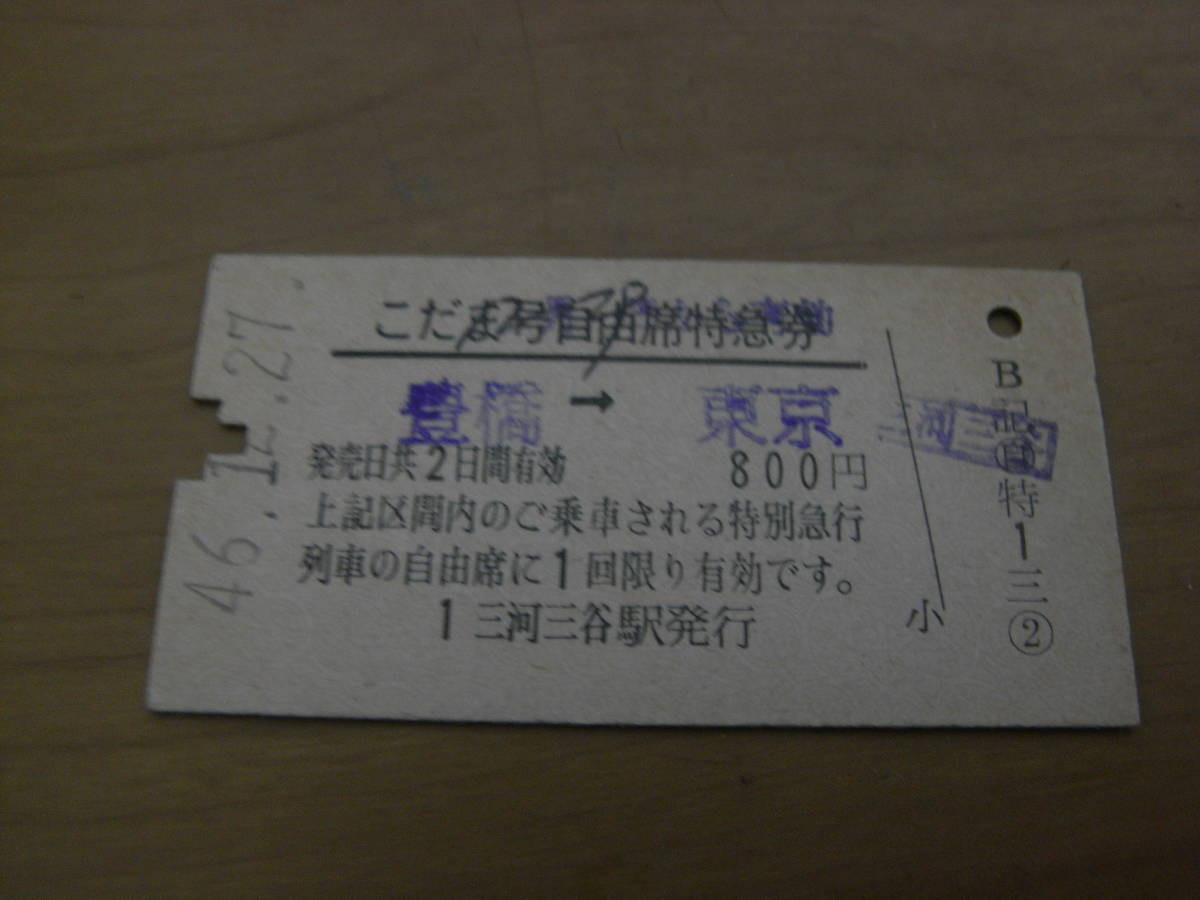 46.12.27.
こだま号自由席特急券
豊橋 → 東京
発売日共2日間有効 800円
上記区間内のご乗車される特別急行
列車の自由席に1回限り有効です。
1 三河三谷駅発行
小
B記㊐特1三②